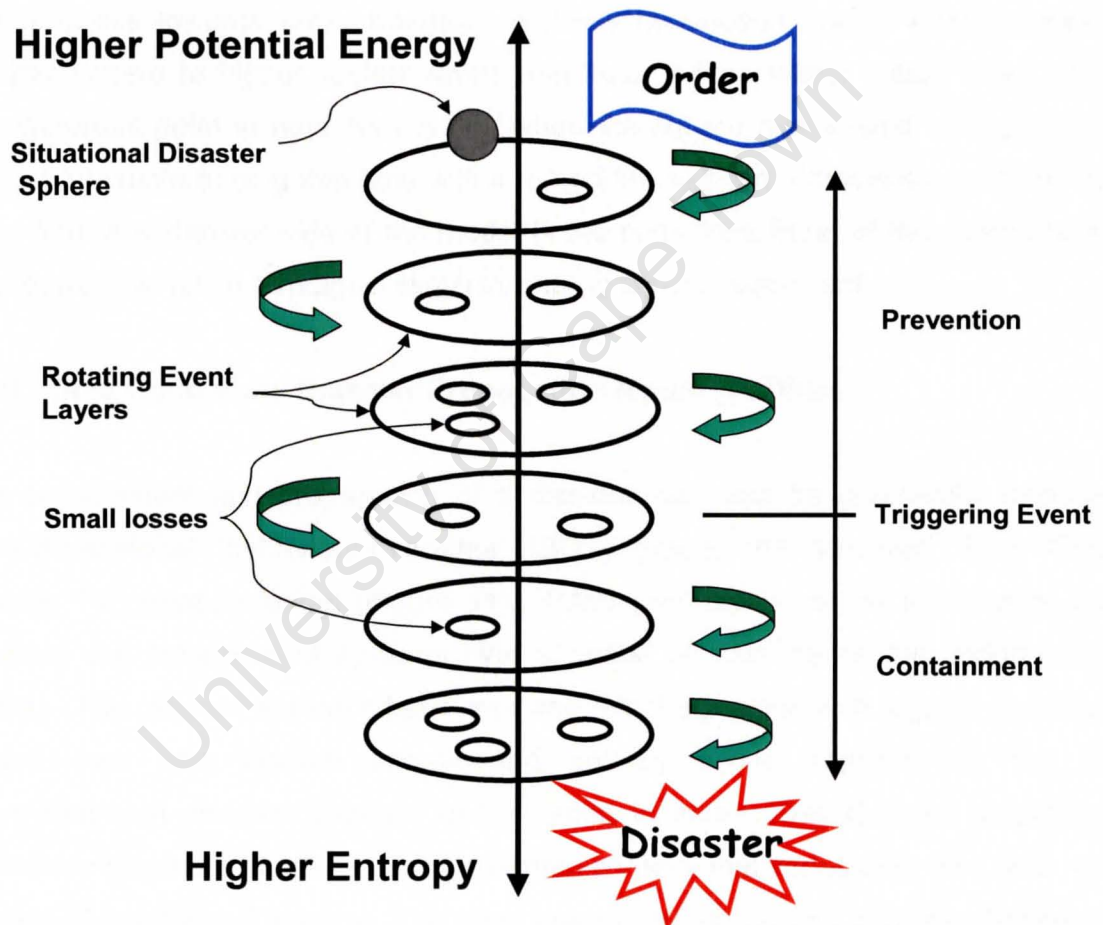 Higher Potential Energy
Order
Situational Disaster
Sphere
Prevention
Rotating Event
Layers
Small losses
Triggering Event
Containment
Disaster
Higher Entropy
University of Cape Town